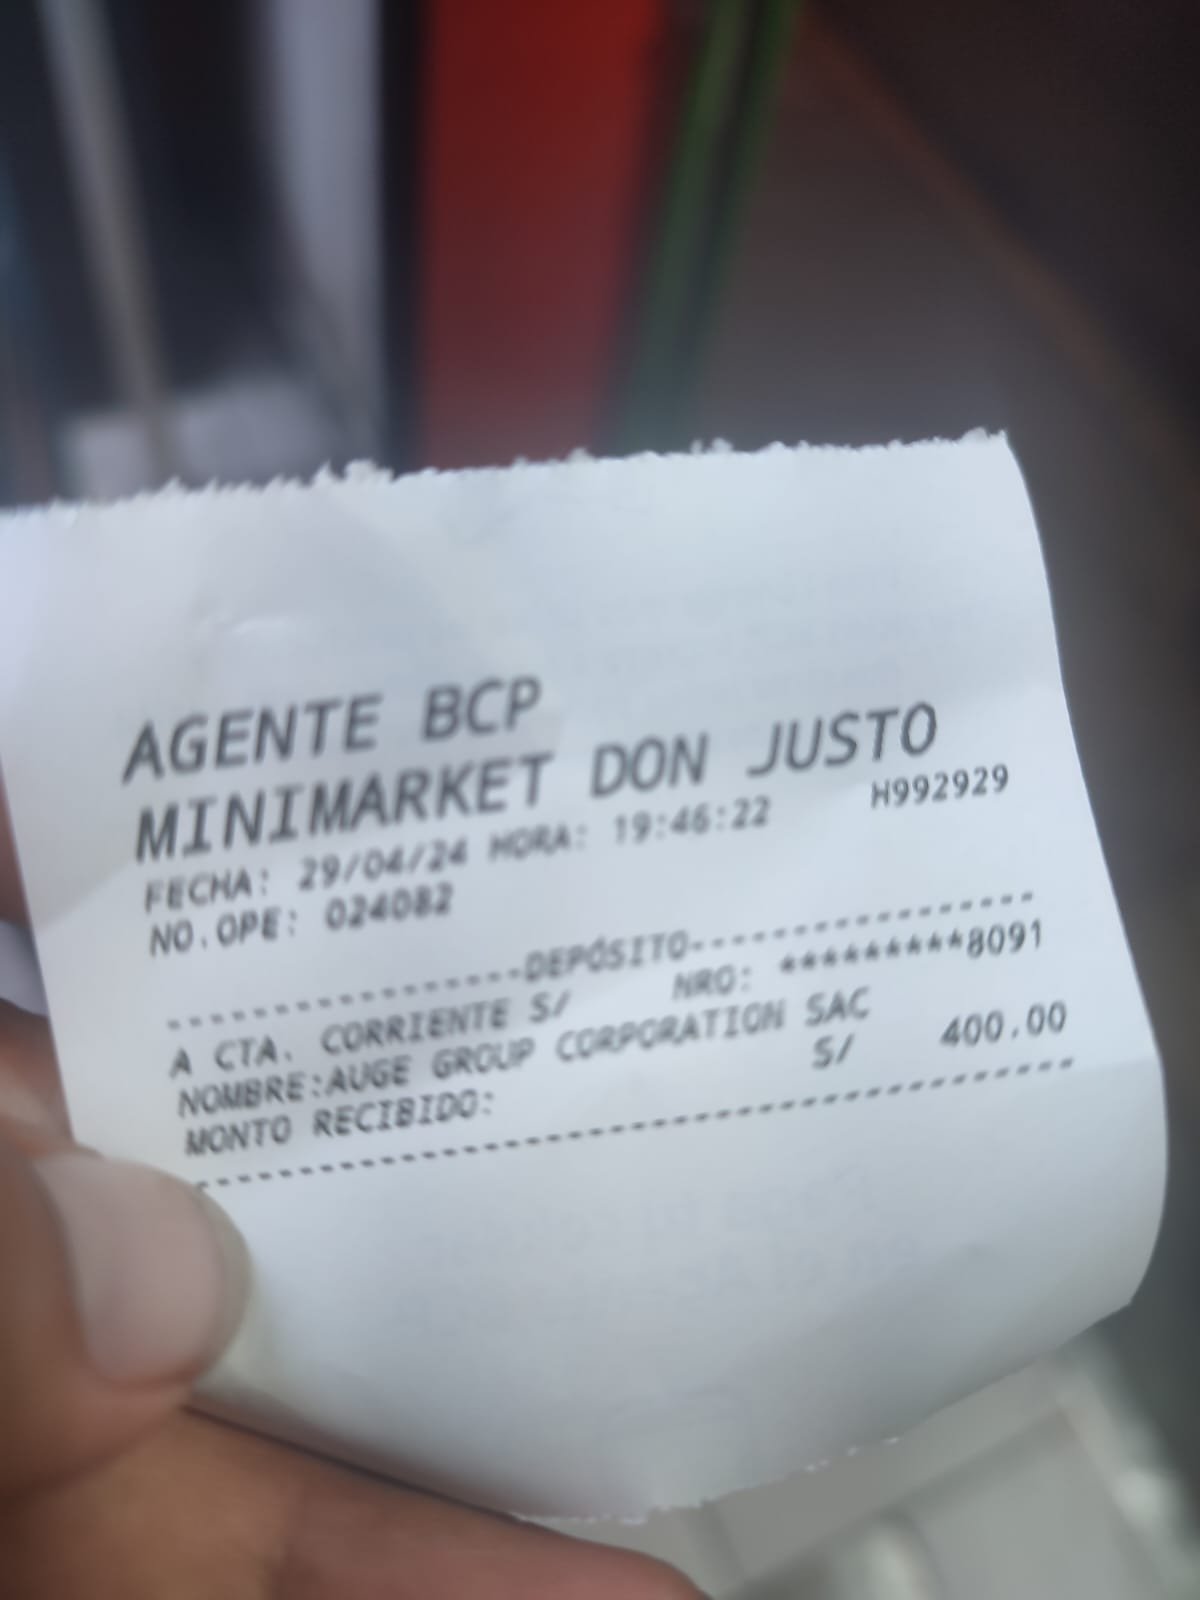 AGENTE BCP
MINIMARKET DON JUSTO
FECHA: 29/04/24 HORA: 19:46:22 H992929
NO.OPE: 024082
-----------------DEPÓSITO-----------------
A CTA. CORRIENTE S/ NRO: *********8091
NOMBRE:AUGE GROUP CORPORATION SAC
MONTO RECIBIDO: S/ 400.00
------------------------------------------